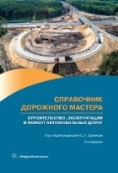 СПРАВОЧНИК
ДОРОЖНОГО МАСТЕРА
СТРОИТЕЛЬСТВО, ЭКСПЛУАТАЦИЯ
И РЕМОНТ АВТОМОБИЛЬНЫХ ДОРОГ